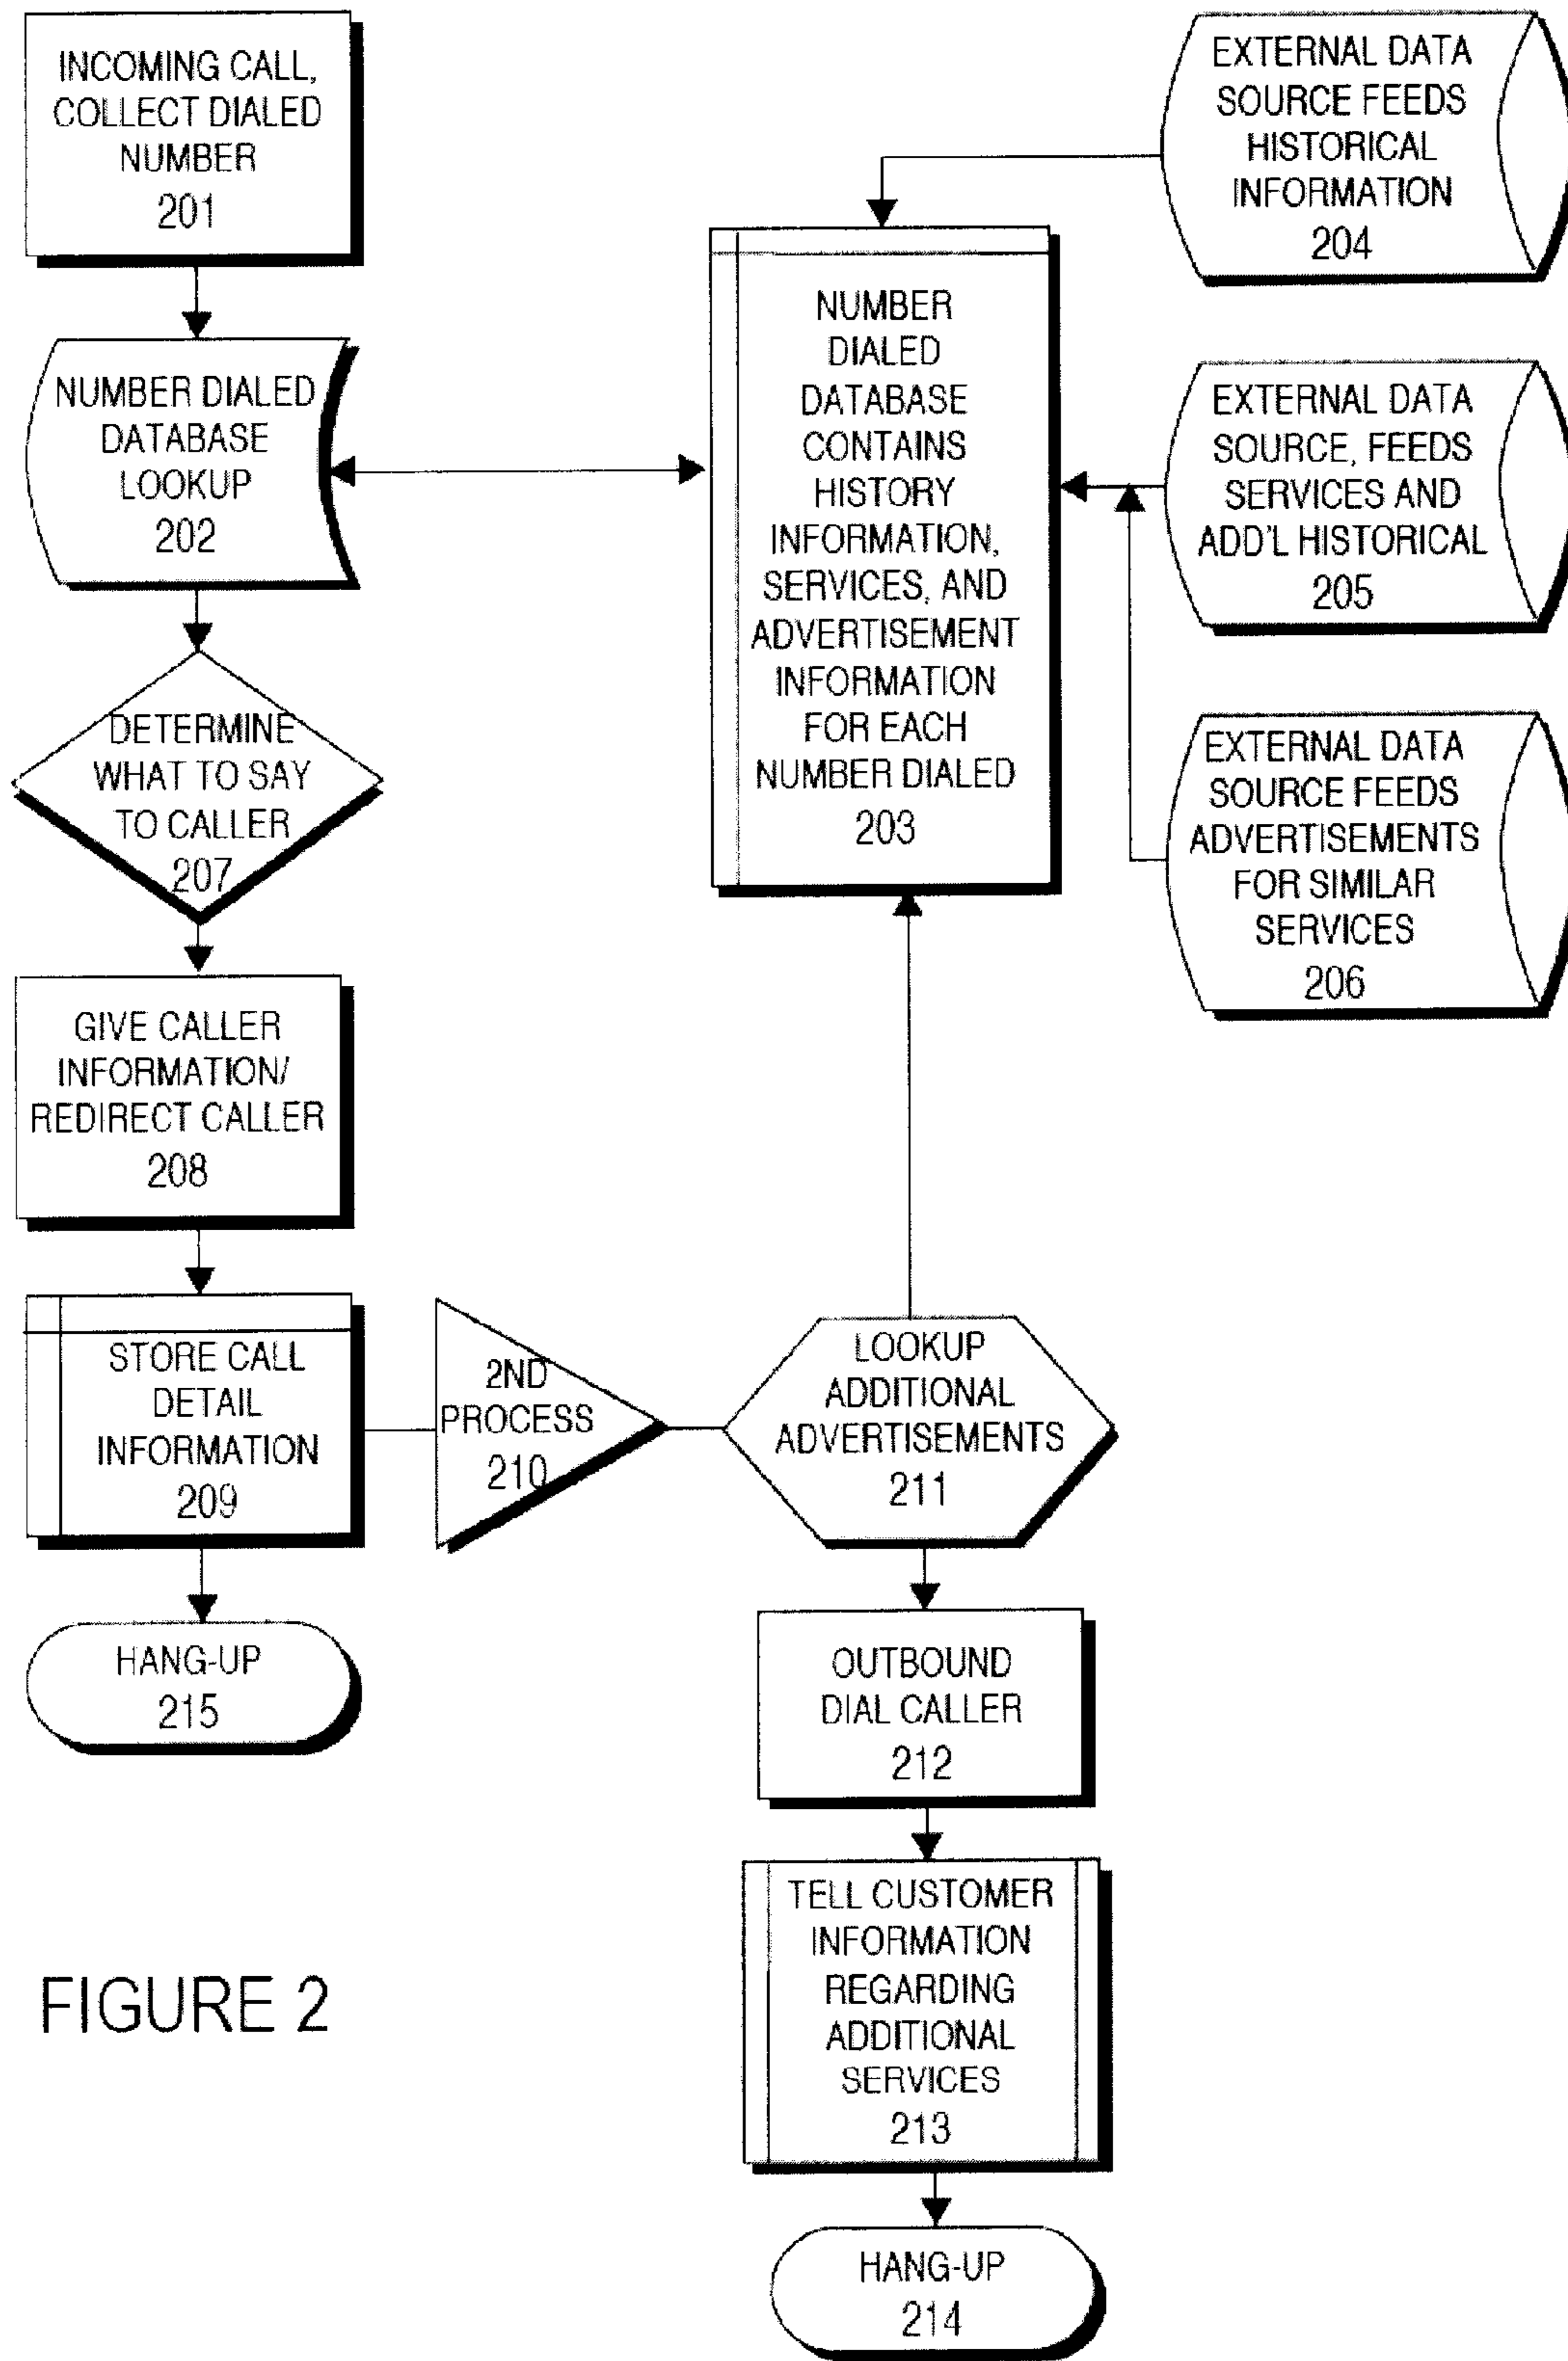 INCOMING CALL,
COLLECT DIALED
NUMBER
201
NUMBER DIALED
DATABASE
LOOKUP
202
NUMBER
DIALED
DATABASE
CONTAINS
HISTORY
INFORMATION,
SERVICES, AND
ADVERTISEMENT
INFORMATION
FOR EACH
NUMBER DIALED
203
EXTERNAL DATA
SOURCE FEEDS
HISTORICAL
INFORMATION
204
EXTERNAL DATA
SOURCE, FEEDS
SERVICES AND
ADD'L HISTORICAL
205
EXTERNAL DATA
SOURCE FEEDS
ADVERTISEMENTS
FOR SIMILAR
SERVICES
206
DETERMINE
WHAT TO SAY
TO CALLER
207
GIVE CALLER
INFORMATION/
REDIRECT CALLER
208
STORE CALL
DETAIL
INFORMATION
209
2ND
PROCESS
210
LOOKUP
ADDITIONAL
ADVERTISEMENTS
211
HANG-UP
215
OUTBOUND
DIAL CALLER
212
TELL CUSTOMER
INFORMATION
REGARDING
ADDITIONAL
SERVICES
213
HANG-UP
214
FIGURE 2